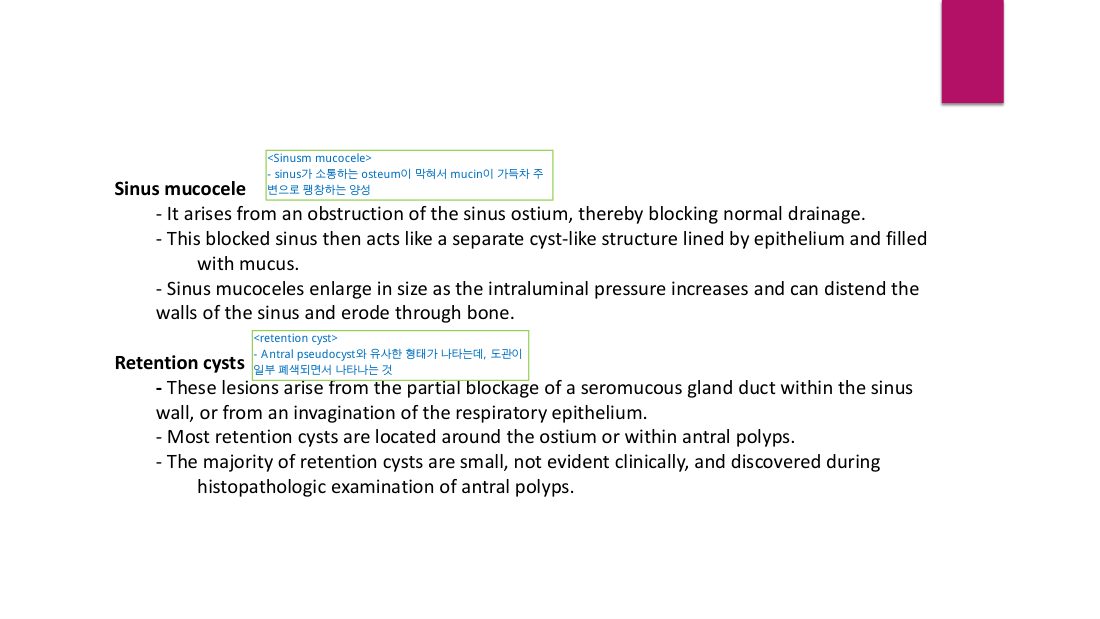 <Sinusm mucocele>
- sinus가 소통하는 osteum이 막혀서 mucin이 가득차 주
변으로 팽창하는 양성
Sinus mucocele
- It arises from an obstruction of the sinus ostium, thereby blocking normal drainage.
- This blocked sinus then acts like a separate cyst-like structure lined by epithelium and filled
with mucus.
- Sinus mucoceles enlarge in size as the intraluminal pressure increases and can distend the
walls of the sinus and erode through bone.
<retention cyst>
- Antral pseudocyst와 유사한 형태가 나타는데, 도관이
일부 폐색되면서 나타나는 것
Retention cysts
- These lesions arise from the partial blockage of a seromucous gland duct within the sinus
wall, or from an invagination of the respiratory epithelium.
- Most retention cysts are located around the ostium or within antral polyps.
- The majority of retention cysts are small, not evident clinically, and discovered during
histopathologic examination of antral polyps.